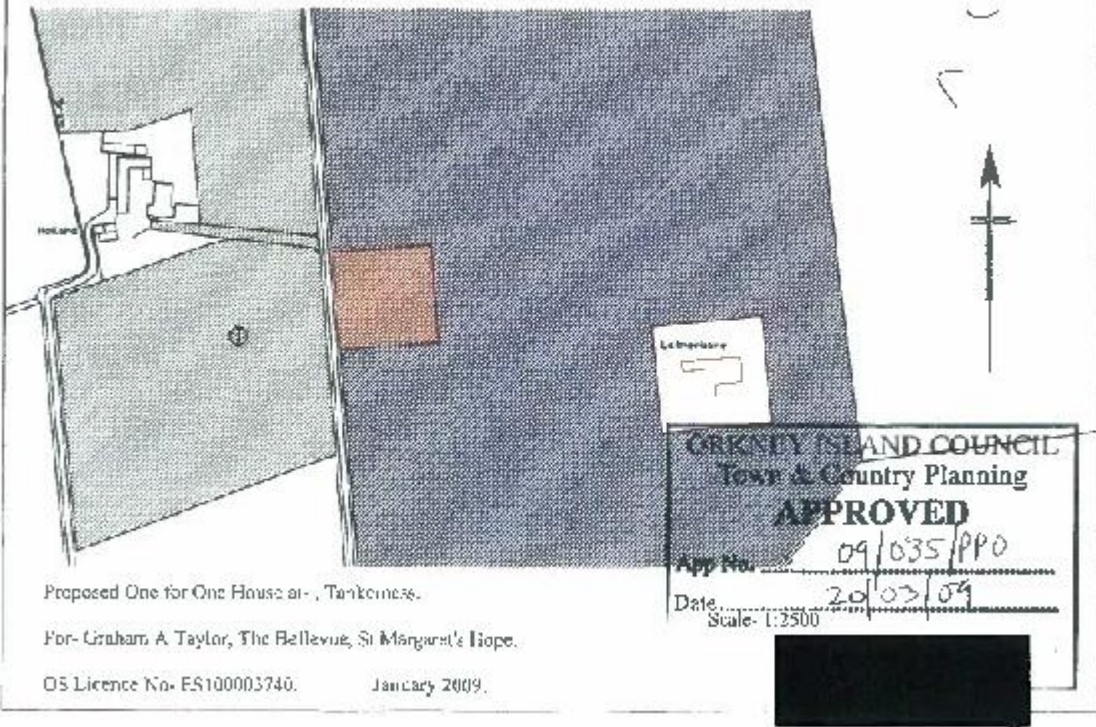 Holland
ORKNEY ISLAND COUNCIL
Town & Country Planning
APPROVED
App No. 09/035/PPO
Date 20/03/09
Scale- 1:2500
Proposed One for One House at- , Tankerness.
For- Graham A Taylor, The Bellevue, St Margaret's Hope.
OS Licence No- ES100003740. January 2009.